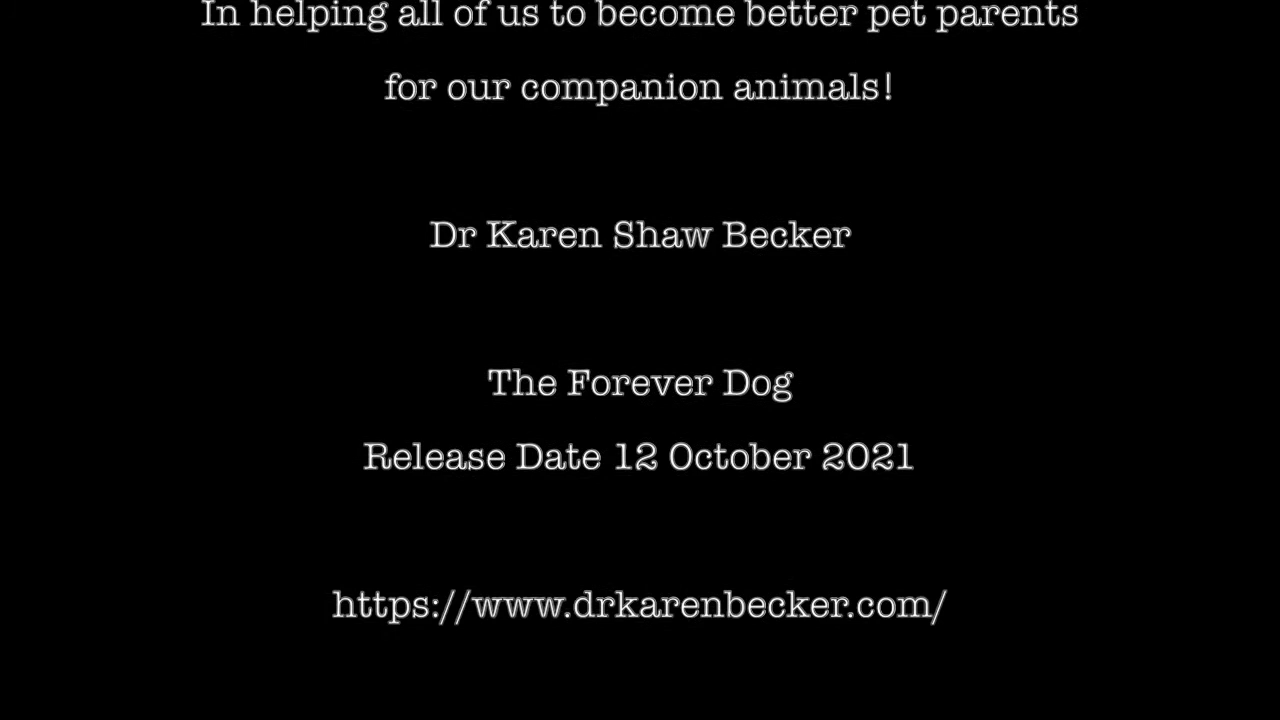 In helping all of us to become better pet parents
for our companion animals!
Dr Karen Shaw Becker
The Forever Dog
Release Date 12 October 2021
https://www.drkarenbecker.com/